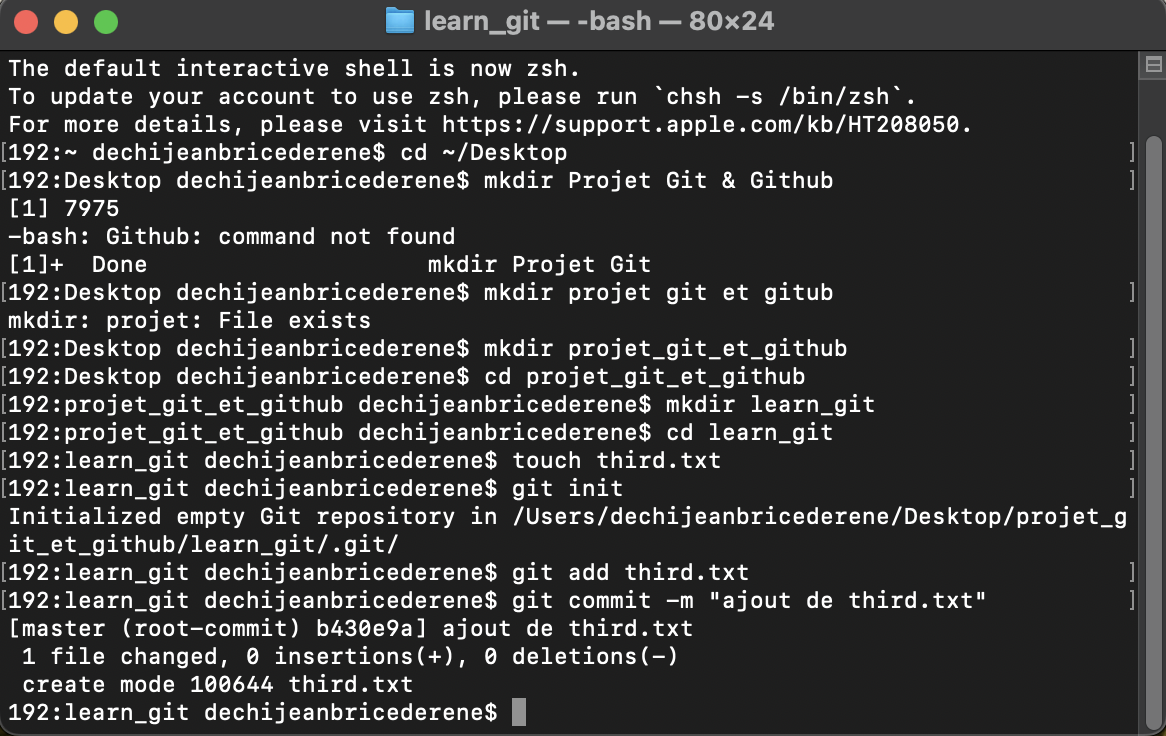 learn_git — -bash — 80×24
The default interactive shell is now zsh.
To update your account to use zsh, please run `chsh -s /bin/zsh`.
For more details, please visit https://support.apple.com/kb/HT208050.
[192:~ dechijeanbricederene$ cd ~/Desktop ]
[192:Desktop dechijeanbricederene$ mkdir Projet Git & Github ]
[1] 7975
-bash: Github: command not found
[1]+  Done                    mkdir Projet Git
[192:Desktop dechijeanbricederene$ mkdir projet git et gitub ]
mkdir: projet: File exists
[192:Desktop dechijeanbricederene$ mkdir projet_git_et_github ]
[192:Desktop dechijeanbricederene$ cd projet_git_et_github ]
[192:projet_git_et_github dechijeanbricederene$ mkdir learn_git ]
[192:projet_git_et_github dechijeanbricederene$ cd learn_git ]
[192:learn_git dechijeanbricederene$ touch third.txt ]
[192:learn_git dechijeanbricederene$ git init ]
Initialized empty Git repository in /Users/dechijeanbricederene/Desktop/projet_g
it_et_github/learn_git/.git/
[192:learn_git dechijeanbricederene$ git add third.txt ]
[192:learn_git dechijeanbricederene$ git commit -m "ajout de third.txt" ]
[master (root-commit) b430e9a] ajout de third.txt
 1 file changed, 0 insertions(+), 0 deletions(-)
 create mode 100644 third.txt
192:learn_git dechijeanbricederene$